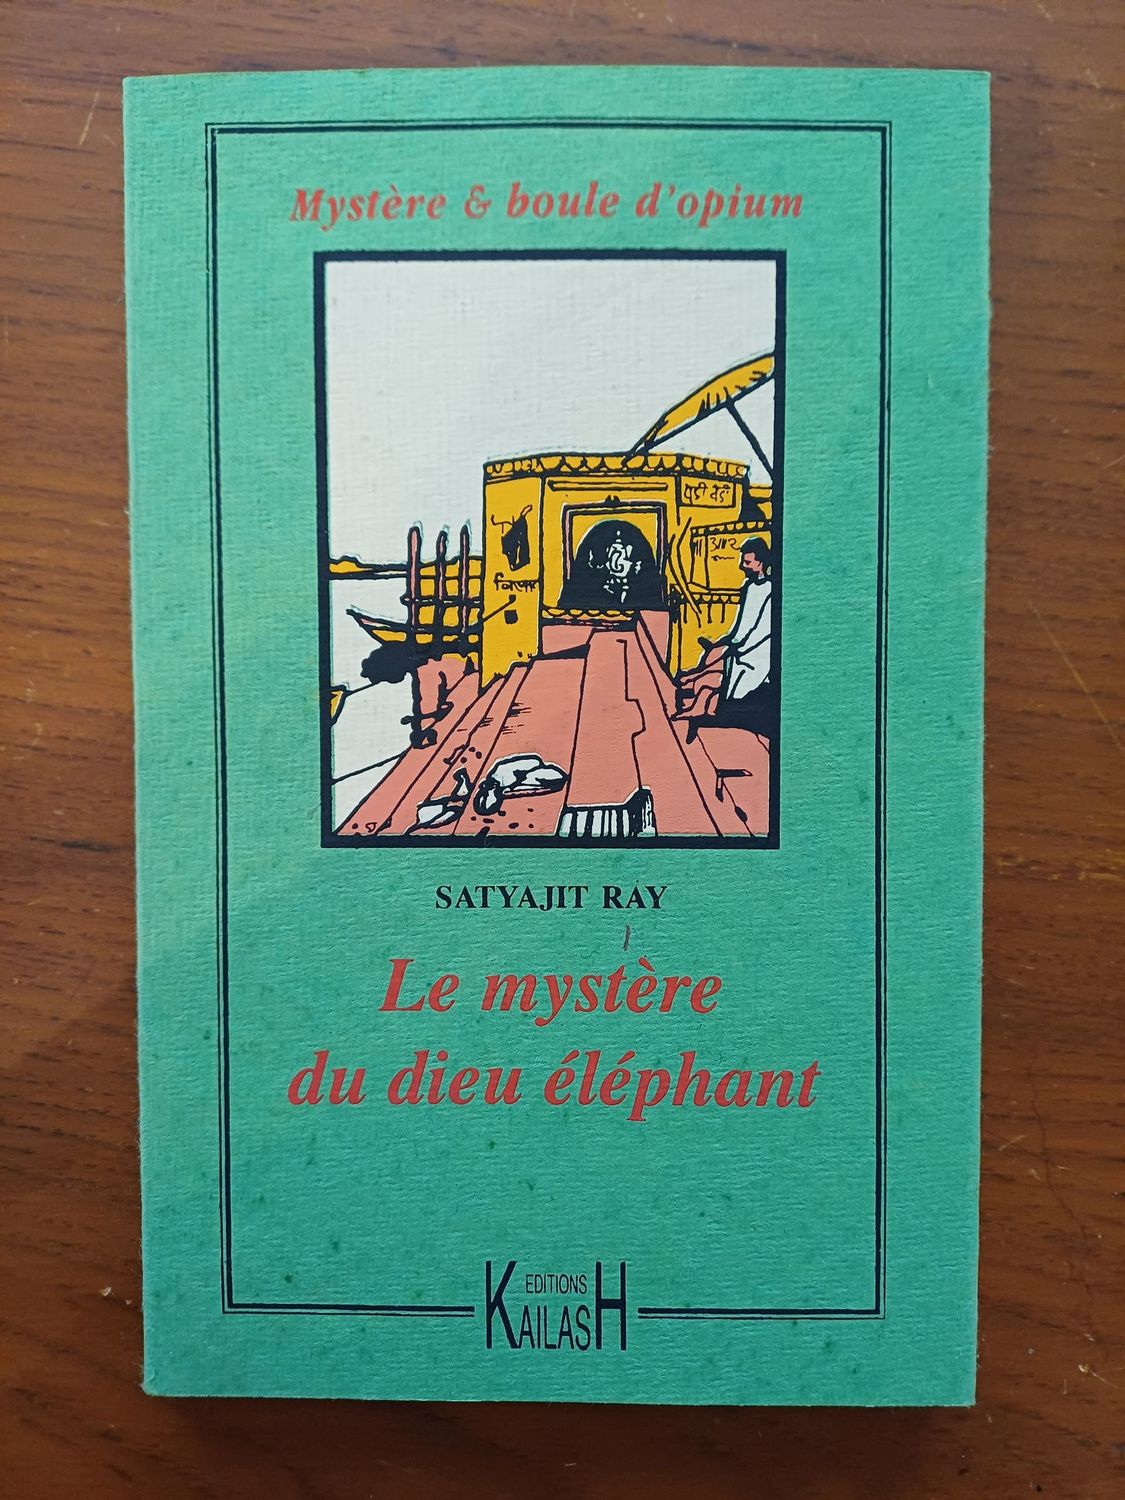 Mystère & boule d'opium
SATYAJIT RAY
Le mystère
du dieu éléphant
EDITIONS
KAILASH